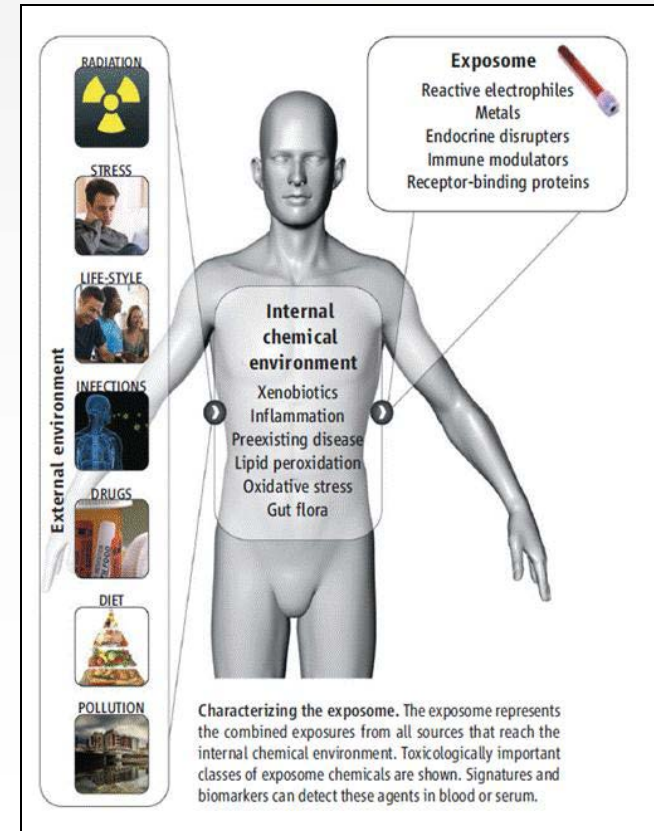 RADIATION
STRESS
LIFE-STYLE
INFECTIONS
DRUGS
DIET
POLLUTION
External environment
Exposome
Reactive electrophiles
Metals
Endocrine disrupters
Immune modulators
Receptor-binding proteins
Internal
chemical
environment
Xenobiotics
Inflammation
Preexisting disease
Lipid peroxidation
Oxidative stress
Gut flora
Characterizing the exposome. The exposome represents
the combined exposures from all sources that reach the
internal chemical environment. Toxicologically important
classes of exposome chemicals are shown. Signatures and
biomarkers can detect these agents in blood or serum.